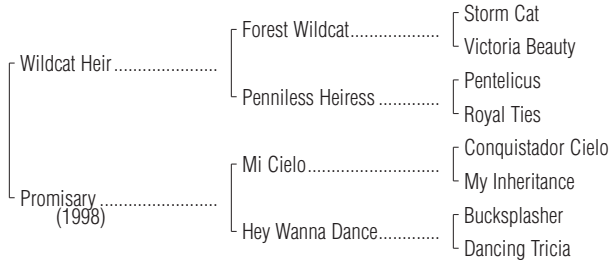 Storm Cat
Forest Wildcat....................
Victoria Beauty
Wildcat Heir.......................
Pentelicus
Penniless Heiress .............
Royal Ties
Conquistador Cielo
Mi Cielo.............................
My Inheritance
Promisary ..........................
(1998)
Bucksplasher
Hey Wanna Dance.............
Dancing Tricia